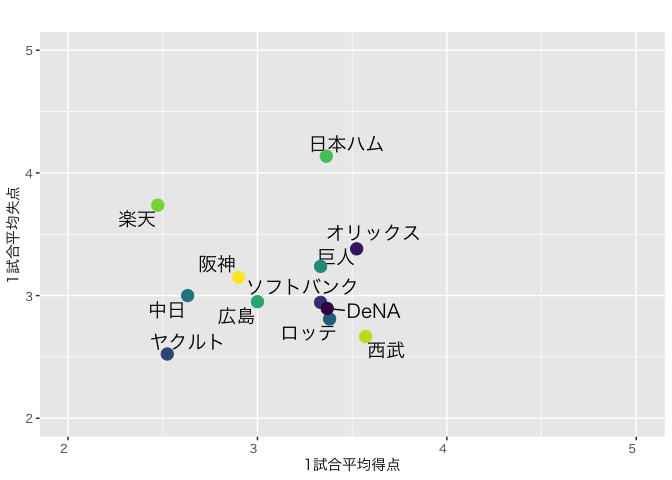 5
日本ハム
4
楽天
オリックス
巨人
阪神
ソフトバンク
3
中日
広島
DeNA
ロッテ
ヤクルト
西武
2
1試合平均失点
2
3
4
5
1試合平均得点